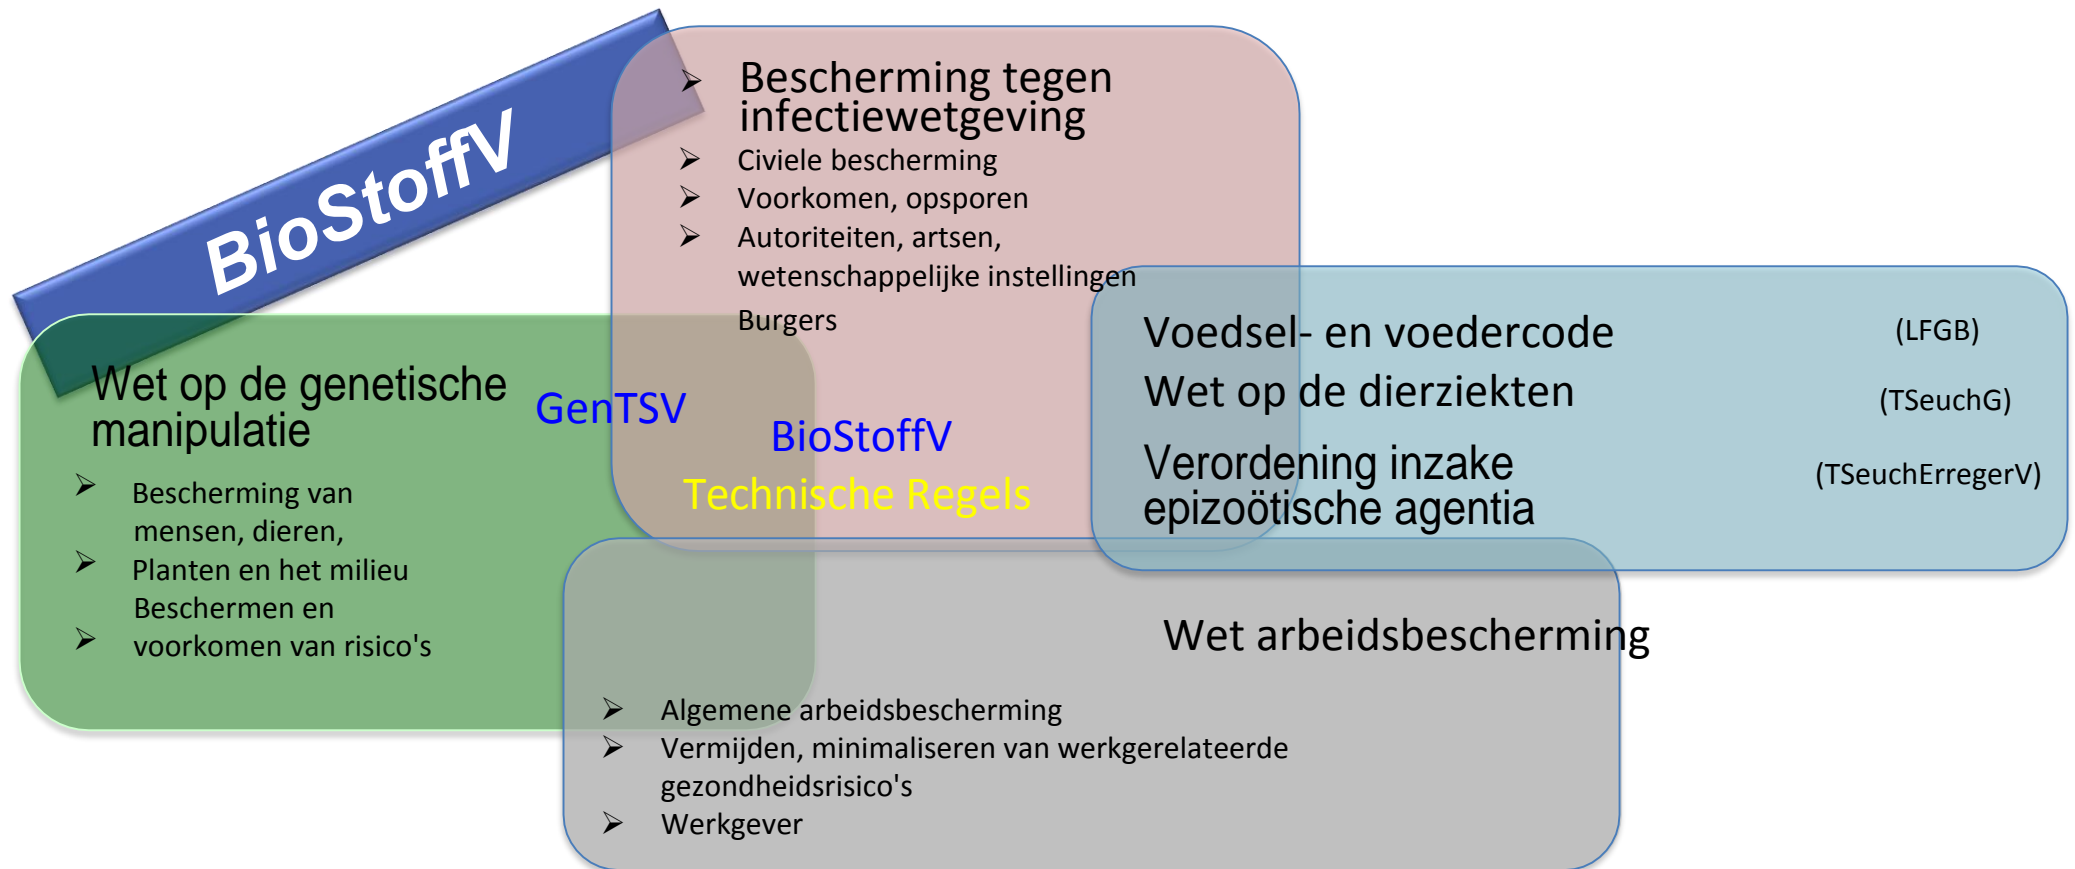 BioStoffV
Bescherming tegen
infectiewetgeving
Civiele bescherming
Voorkomen, opsporen
Autoriteiten, artsen,
wetenschappelijke instellingen
Burgers
Wet op de genetische
manipulatie
Bescherming van
mensen, dieren,
Planten en het milieu
Beschermen en
voorkomen van risico's
GenTSV
BioStoffV
Technische Regels
Voedsel- en voedercode (LFGB)
Wet op de dierziekten (TSeuchG)
Verordening inzake
epizoötische agentia
(TSeuchErregerV)
Wet arbeidsbescherming
Algemene arbeidsbescherming
Vermijden, minimaliseren van werkgerelateerde
gezondheidsrisico's
Werkgever